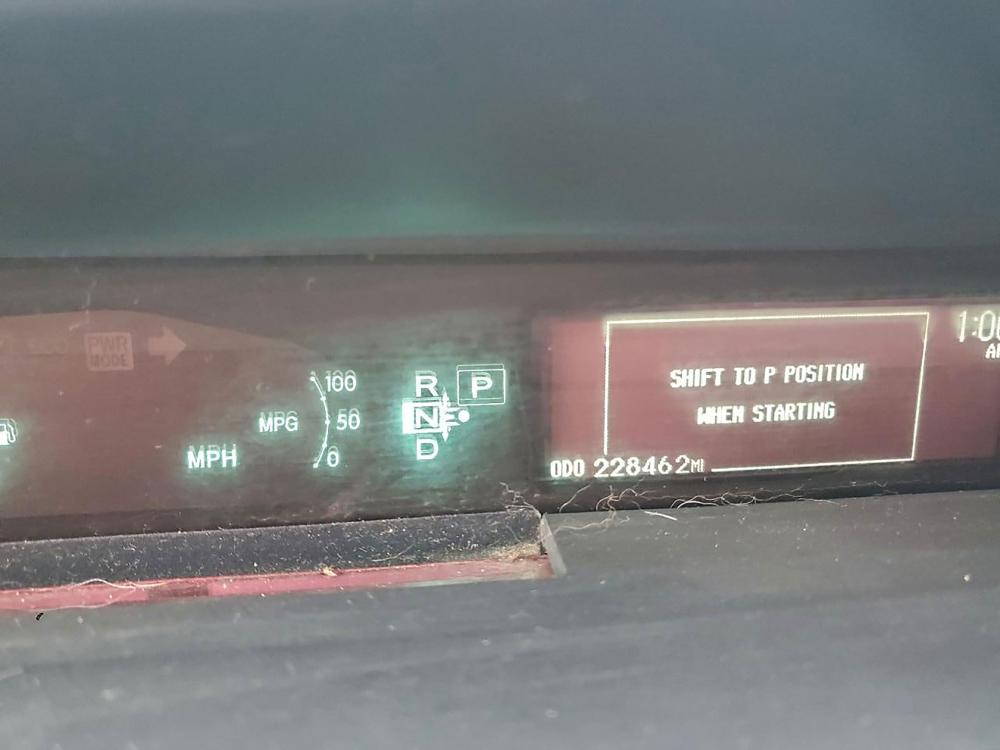 PWR
MODE
MPH
MPG
100
50
0
R
N
D
P
SHIFT TO P POSITION
WHEN STARTING
ODO 228462MI